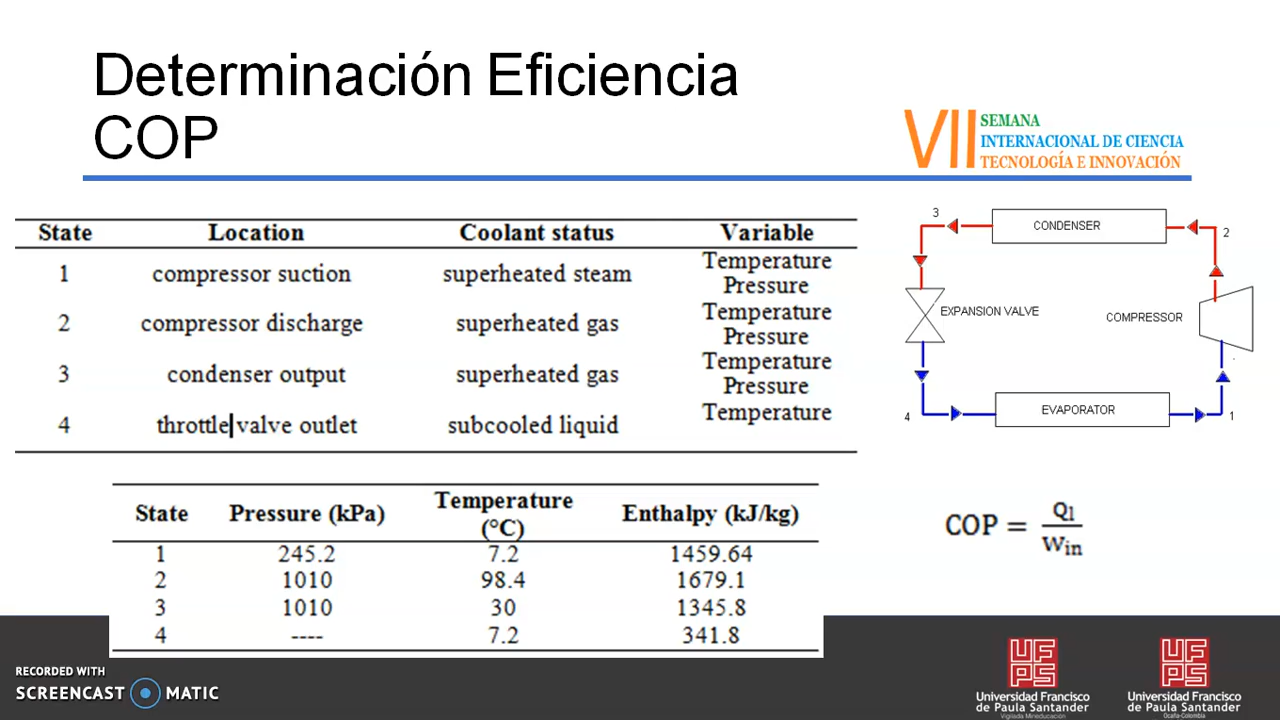 Determinación Eficiencia
COP
VII
SEMANA
INTERNACIONAL DE CIENCIA
TECNOLOGÍA E INNOVACIÓN
State Location Coolant status Variable
1 compressor suction superheated steam Temperature
Pressure
2 compressor discharge superheated gas Temperature
Pressure
3 condenser output superheated gas Temperature
Pressure
4 throttle valve outlet subcooled liquid Temperature
3
CONDENSER
2
EXPANSION VALVE
COMPRESSOR
4
EVAPORATOR
1
State Pressure (kPa) Temperature (°C) Enthalpy (kJ/kg)
1 245.2 7.2 1459.64
2 1010 98.4 1679.1
3 1010 30 1345.8
4 ---- 7.2 341.8
COP = Ql / Win
RECORDED WITH
SCREENCAST MATIC
UFPS
Universidad Francisco
de Paula Santander
Vigilada Mineducación
UFPS
Universidad Francisco
de Paula Santander
Ocaña-Colombia